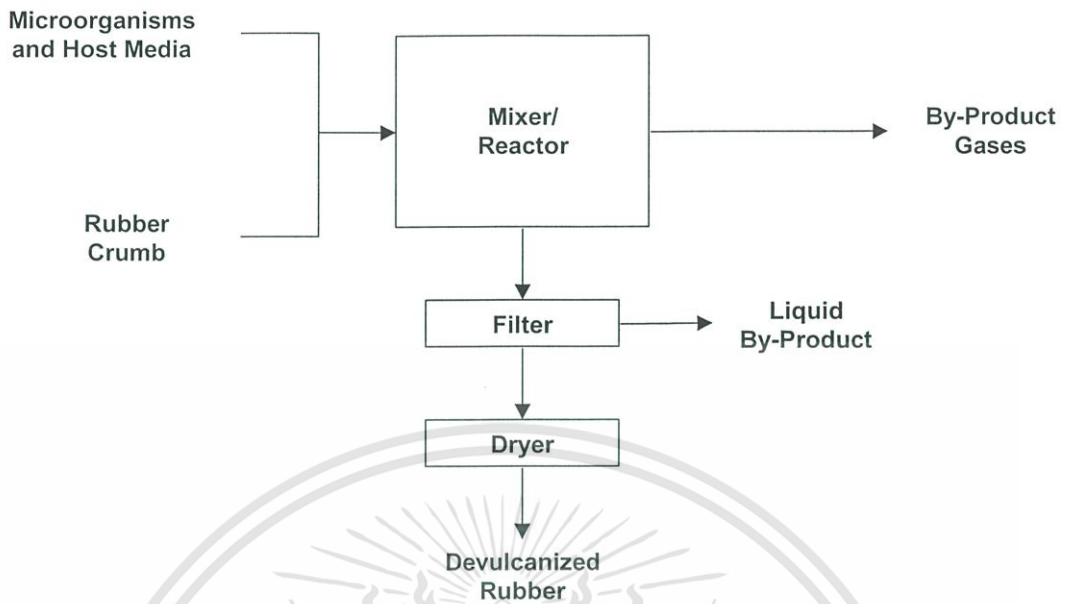 Microorganisms
and Host Media
Rubber
Crumb
Mixer/
Reactor
By-Product
Gases
Filter
Liquid
By-Product
Dryer
Devulcanized
Rubber